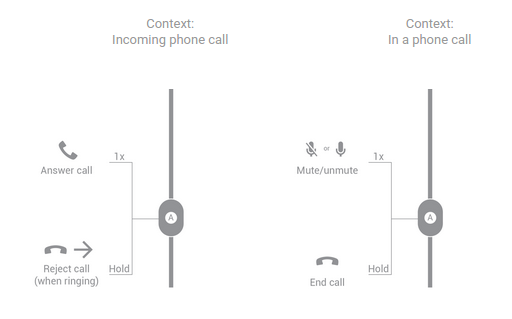 Context:
Incoming phone call
1x
Answer call
A
Reject call
(when ringing)
Hold
Context:
In a phone call
or
1x
Mute/unmute
A
Hold
End call